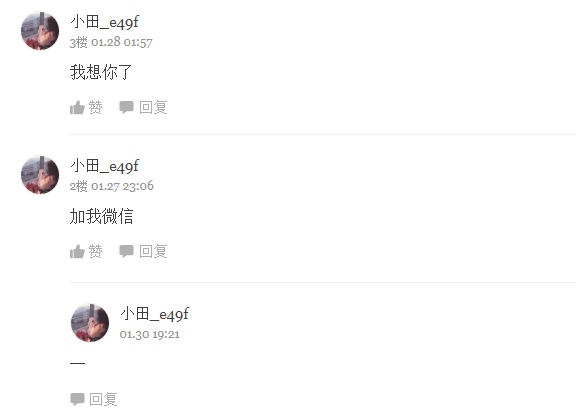 小田_e49f
3楼 01.28 01:57
我想你了
赞 回复
小田_e49f
2楼 01.27 23:06
加我微信
赞 回复
小田_e49f
01.30 19:21
一
回复